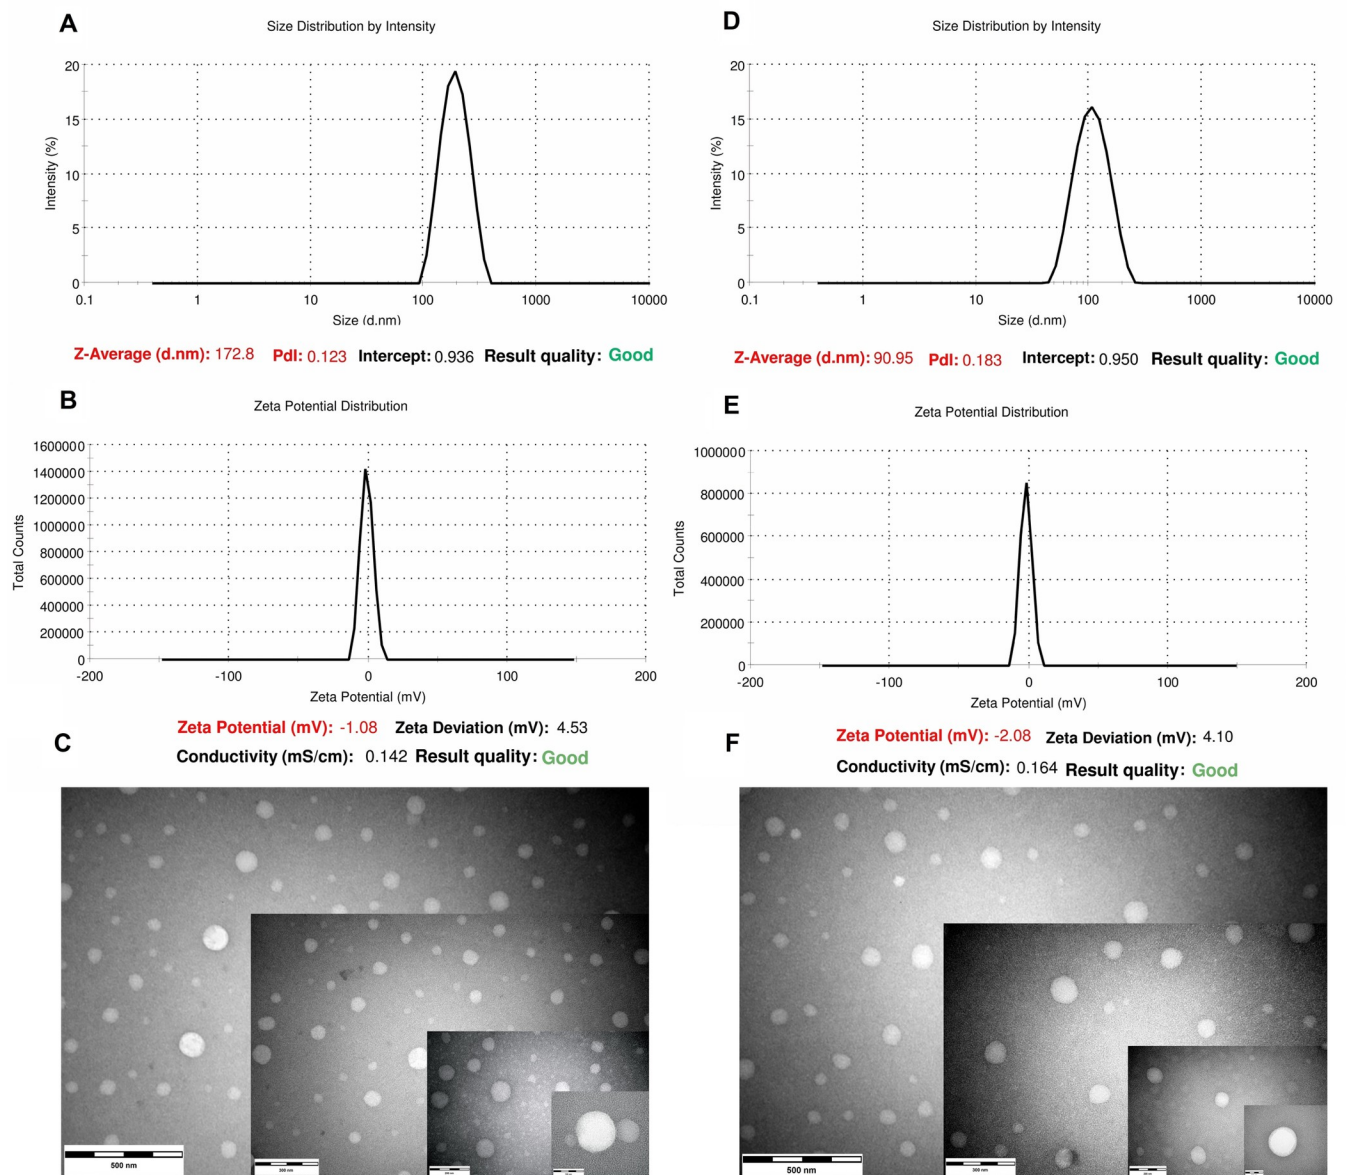 A
Size Distribution by Intensity
Intensity (%)
20
15
10
5
0
0.1 1 10 100 1000 10000
Size (d.nm)
Z-Average (d.nm): 172.8 PdI: 0.123 Intercept: 0.936 Result quality: Good
B
Zeta Potential Distribution
Total Counts
1600000
1400000
1200000
1000000
800000
600000
400000
200000
0
-200 -100 0 100 200
Zeta Potential (mV)
Zeta Potential (mV): -1.08 Zeta Deviation (mV): 4.53
Conductivity (mS/cm): 0.142 Result quality: Good
C
500 nm
D
Size Distribution by Intensity
Intensity (%)
20
15
10
5
0
0.1 1 10 100 1000 10000
Size (d.nm)
Z-Average (d.nm): 90.95 PdI: 0.183 Intercept: 0.950 Result quality: Good
E
Zeta Potential Distribution
Total Counts
1000000
800000
600000
400000
200000
0
-200 -100 0 100 200
Zeta Potential (mV)
Zeta Potential (mV): -2.08 Zeta Deviation (mV): 4.10
Conductivity (mS/cm): 0.164 Result quality: Good
F
500 nm